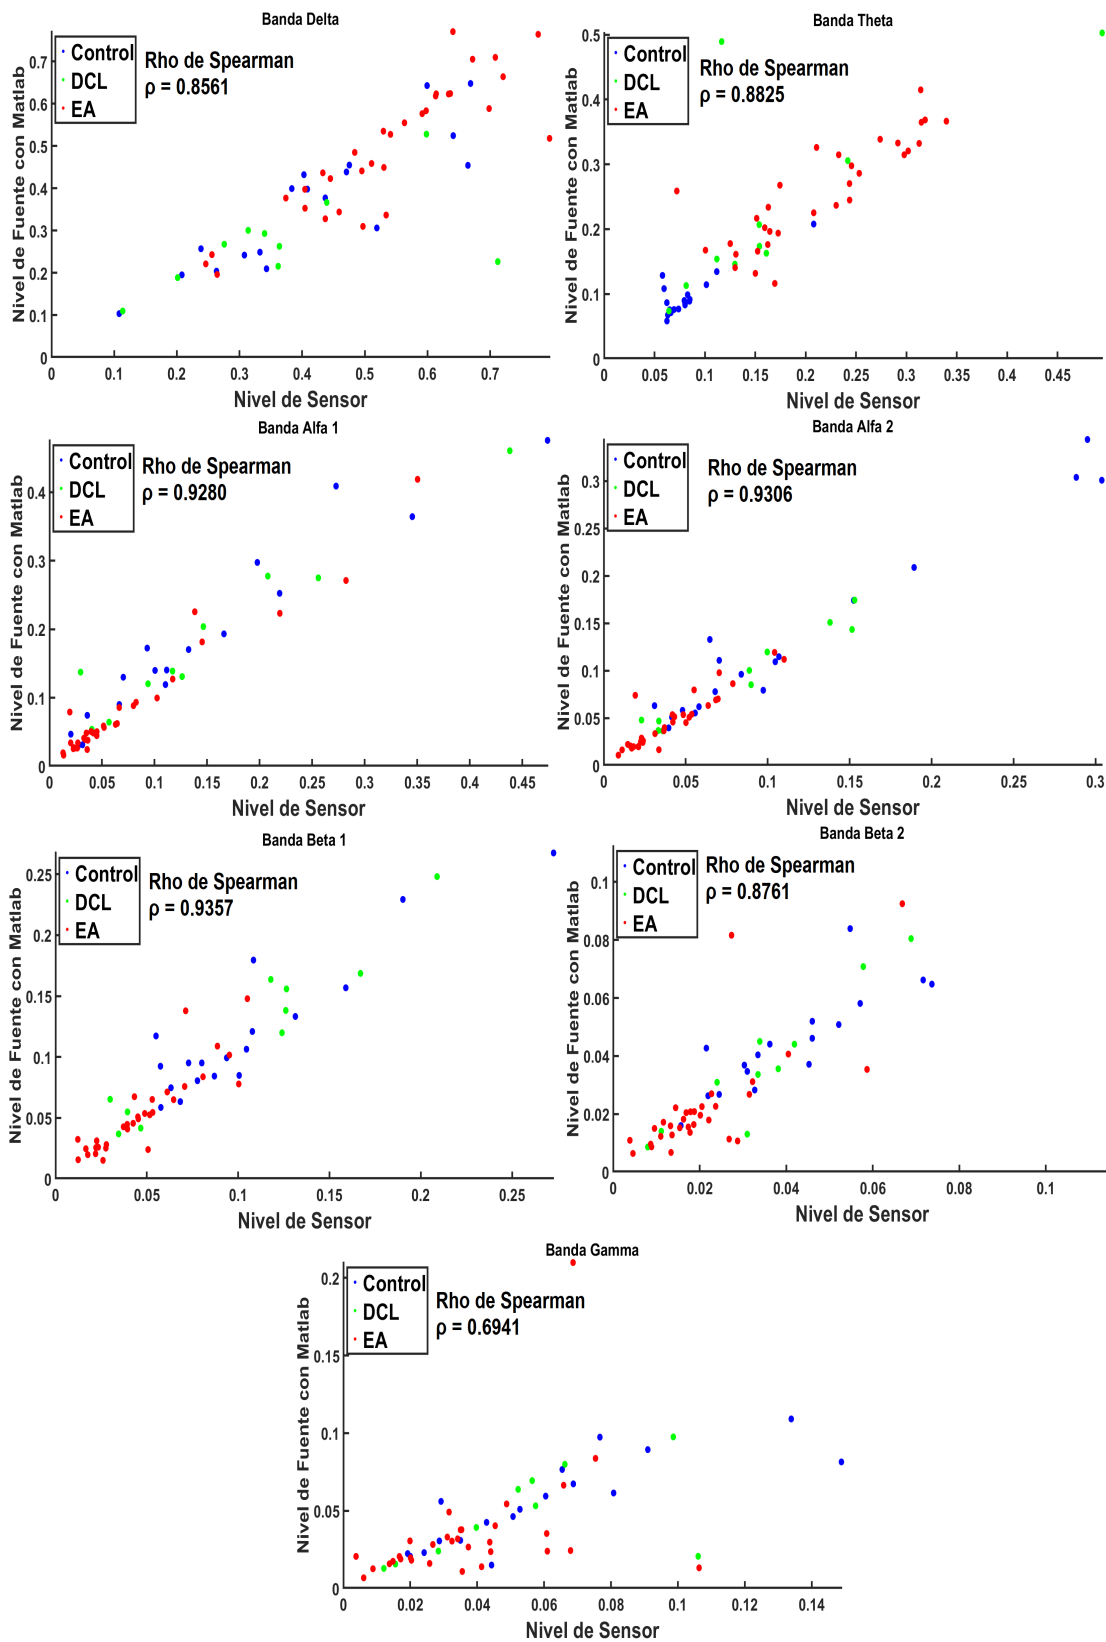 Banda Delta
Control
DCL
EA
Rho de Spearman
ρ = 0.8561
Nivel de Fuente con Matlab
0.7
0.6
0.5
0.4
0.3
0.2
0.1
0
0 0.1 0.2 0.3 0.4 0.5 0.6 0.7
Nivel de Sensor
Banda Theta
Control
DCL
EA
Rho de Spearman
ρ = 0.8825
Nivel de Fuente con Matlab
0.5
0.4
0.3
0.2
0.1
0
0 0.05 0.1 0.15 0.2 0.25 0.3 0.35 0.4 0.45
Nivel de Sensor
Banda Alfa 1
Control
DCL
EA
Rho de Spearman
ρ = 0.9280
Nivel de Fuente con Matlab
0.4
0.3
0.2
0.1
0
0 0.05 0.1 0.15 0.2 0.25 0.3 0.35 0.4 0.45
Nivel de Sensor
Banda Alfa 2
Control
DCL
EA
Rho de Spearman
ρ = 0.9306
Nivel de Fuente con Matlab
0.3
0.25
0.2
0.15
0.1
0.05
0
0 0.05 0.1 0.15 0.2 0.25 0.3
Nivel de Sensor
Banda Beta 1
Control
DCL
EA
Rho de Spearman
ρ = 0.9357
Nivel de Fuente con Matlab
0.25
0.2
0.15
0.1
0.05
0
0 0.05 0.1 0.15 0.2 0.25
Nivel de Sensor
Banda Beta 2
Control
DCL
EA
Rho de Spearman
ρ = 0.8761
Nivel de Fuente con Matlab
0.1
0.08
0.06
0.04
0.02
0
0 0.02 0.04 0.06 0.08 0.1
Nivel de Sensor
Banda Gamma
Control
DCL
EA
Rho de Spearman
ρ = 0.6941
Nivel de Fuente con Matlab
0.2
0.15
0.1
0.05
0
0 0.02 0.04 0.06 0.08 0.1 0.12 0.14
Nivel de Sensor